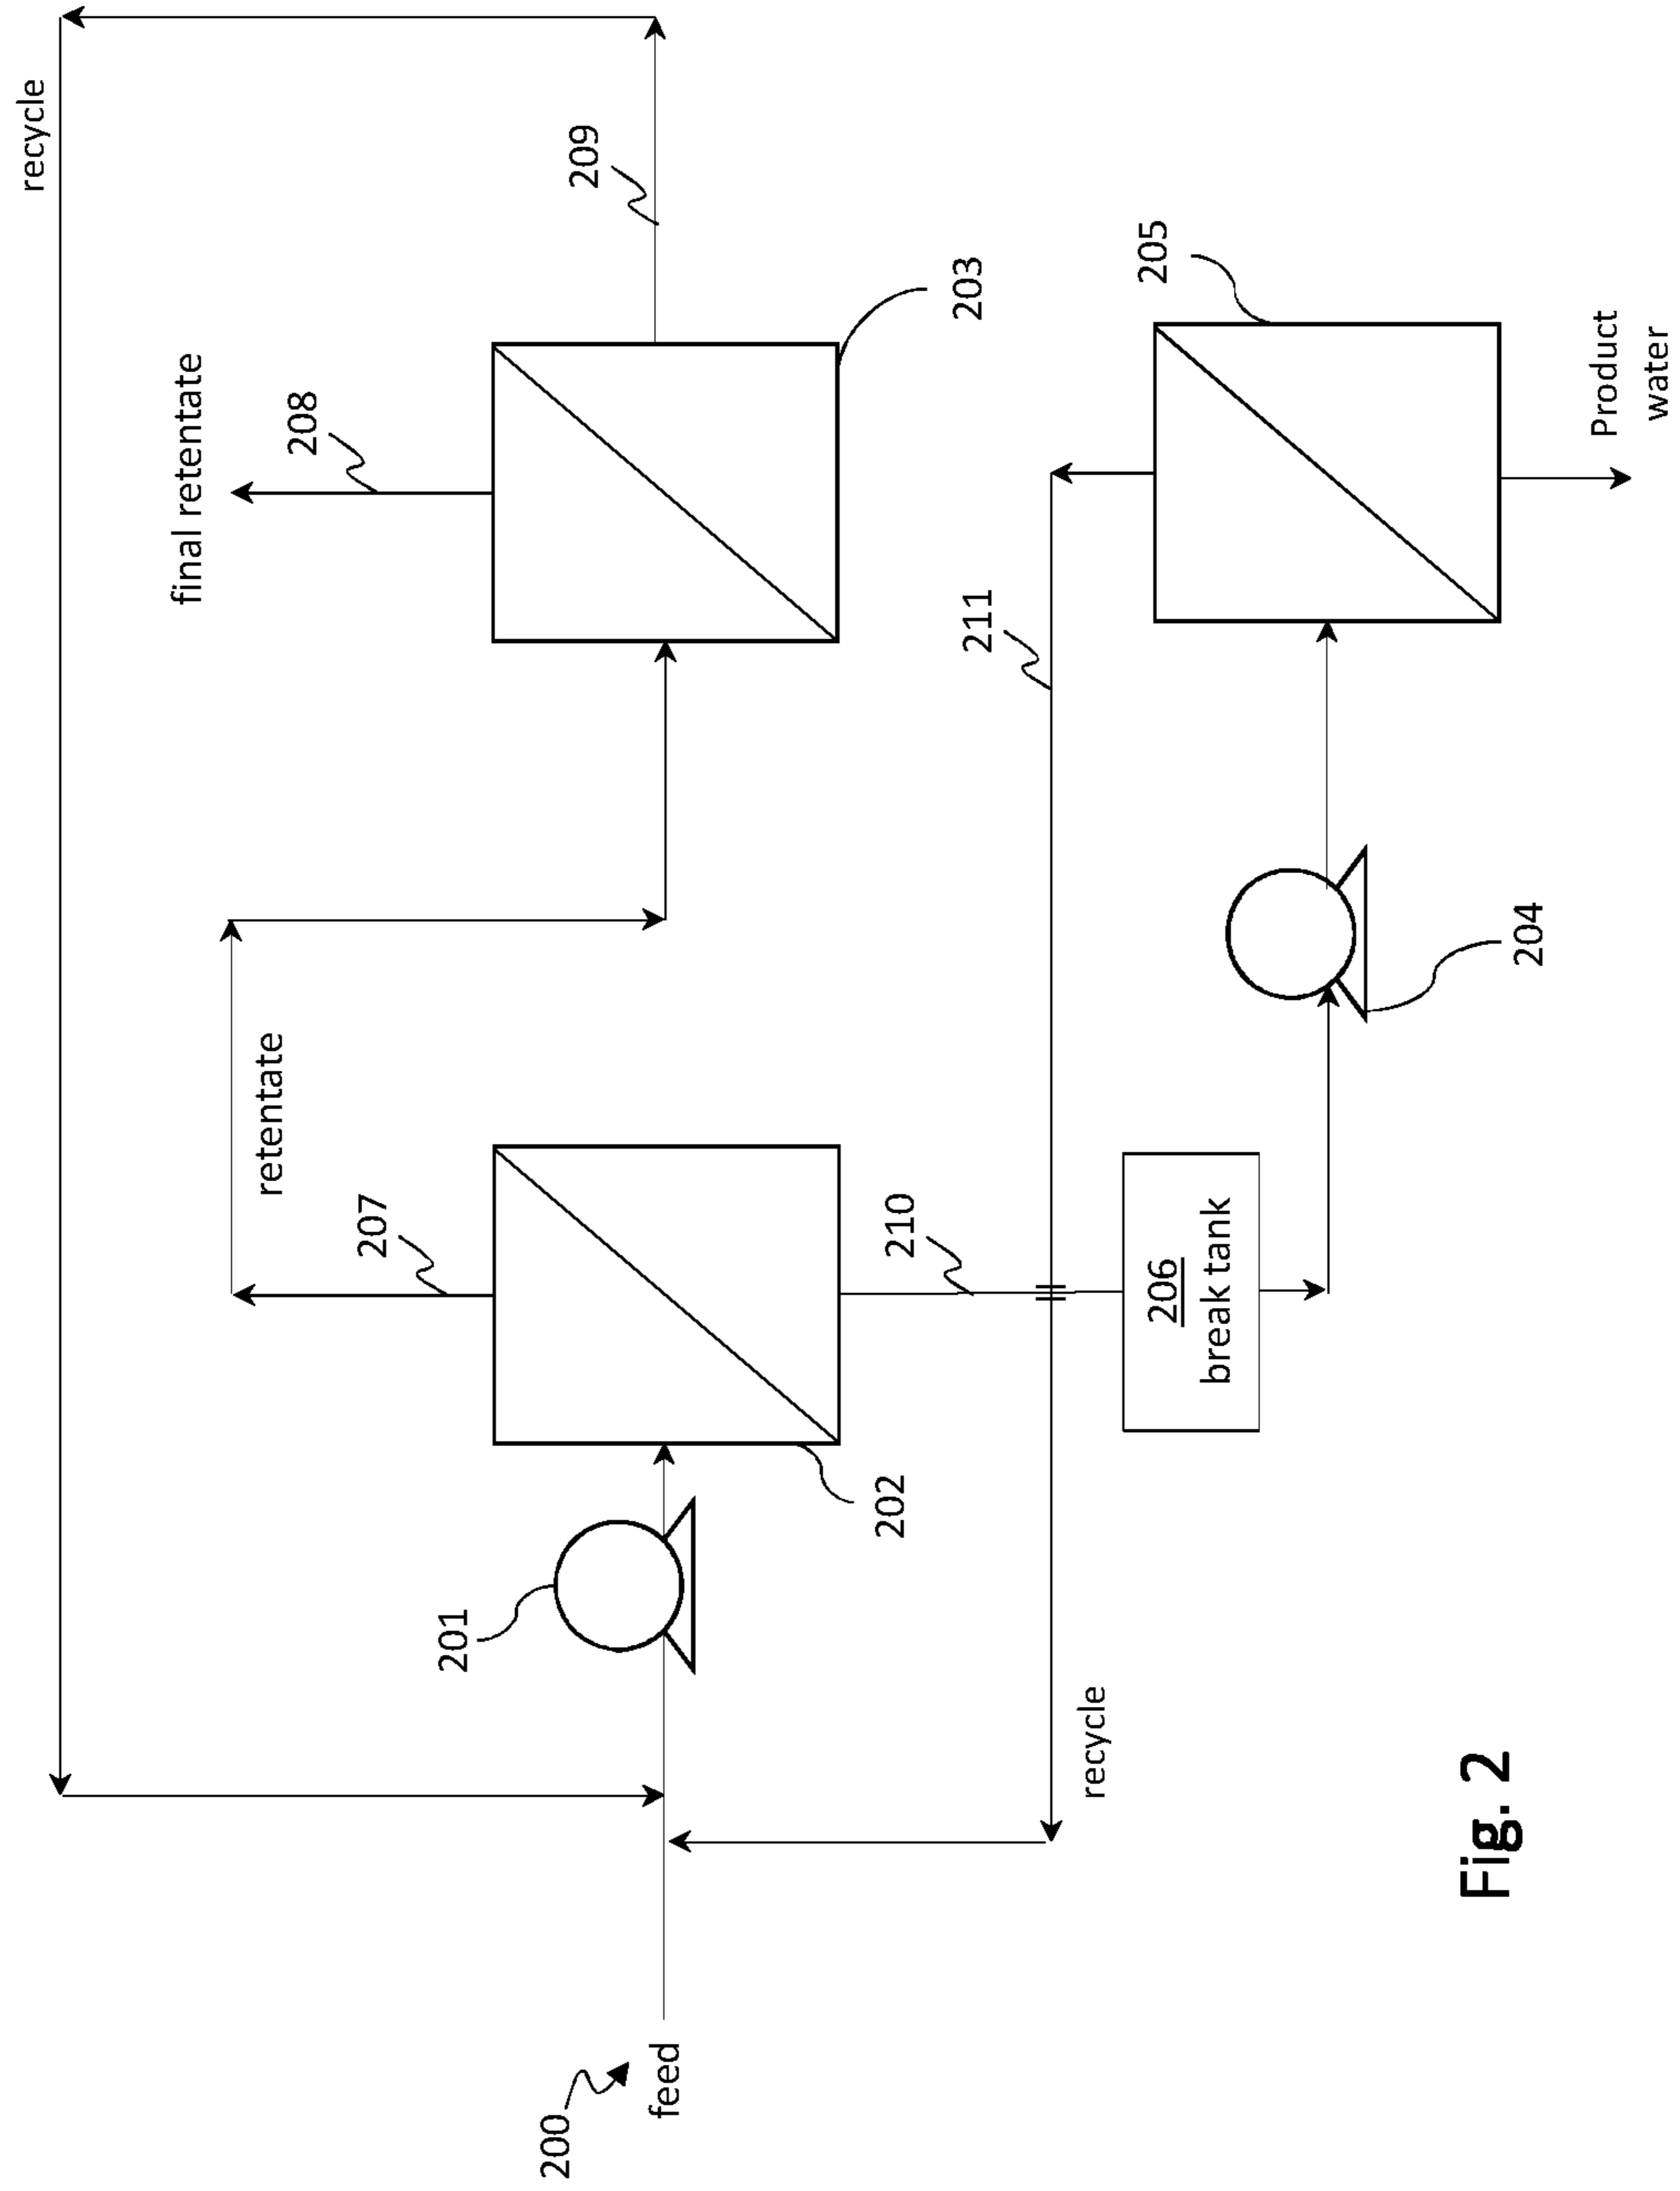 recycle
final retentate
208
209
retentate
207
203
201
202
210
211
205
200
feed
recycle
206
break tank
204
Product
water
Fig. 2